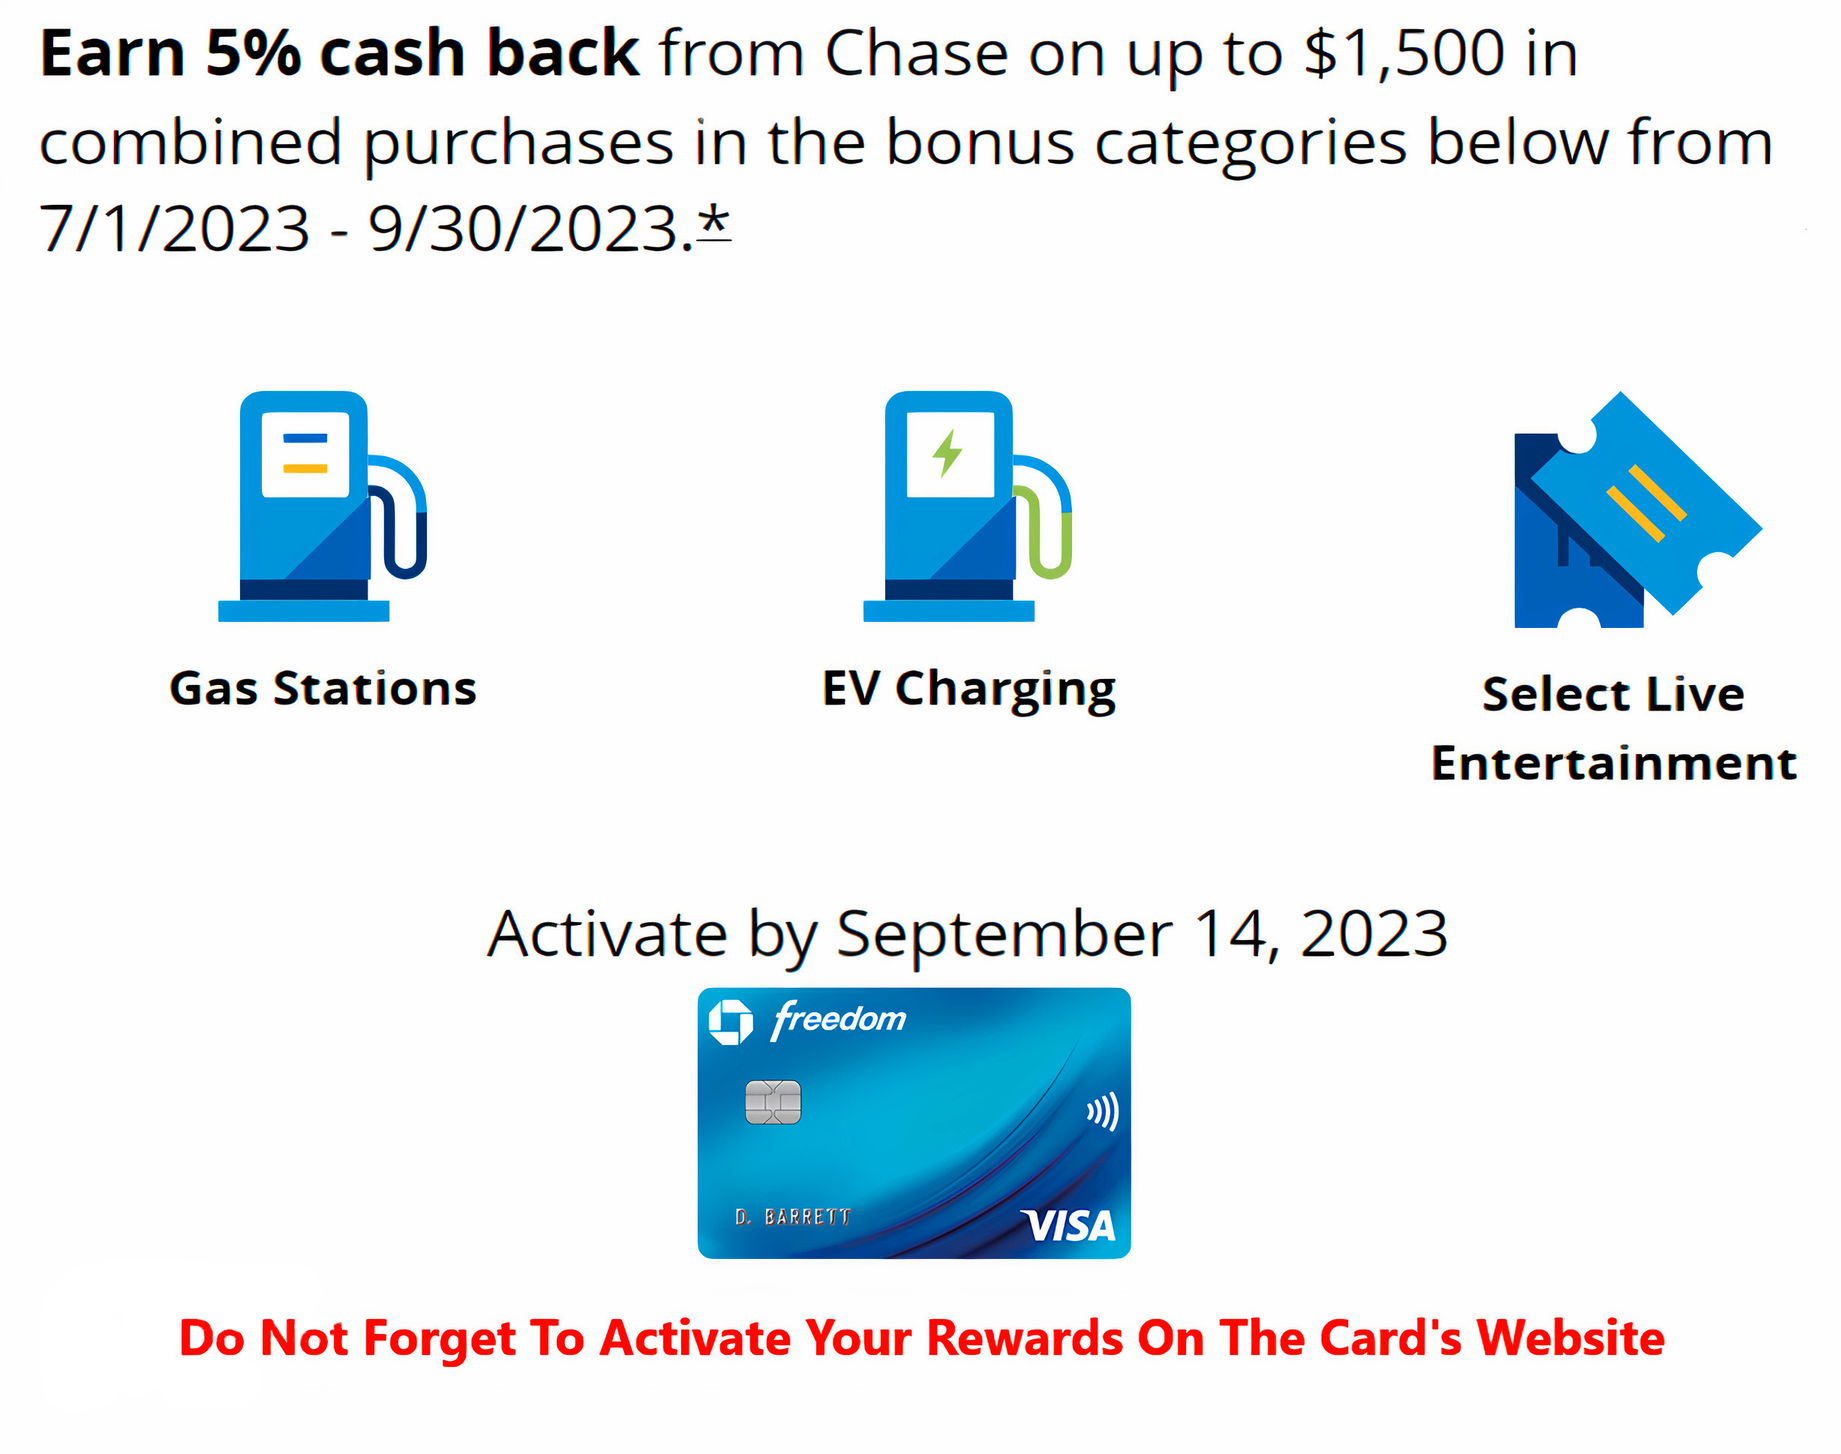 Earn 5% cash back from Chase on up to $1,500 in
combined purchases in the bonus categories below from
7/1/2023 - 9/30/2023.*
Gas Stations
EV Charging
Select Live
Entertainment
Activate by September 14, 2023
freedom
D. BARRETT
VISA
Do Not Forget To Activate Your Rewards On The Card's Website